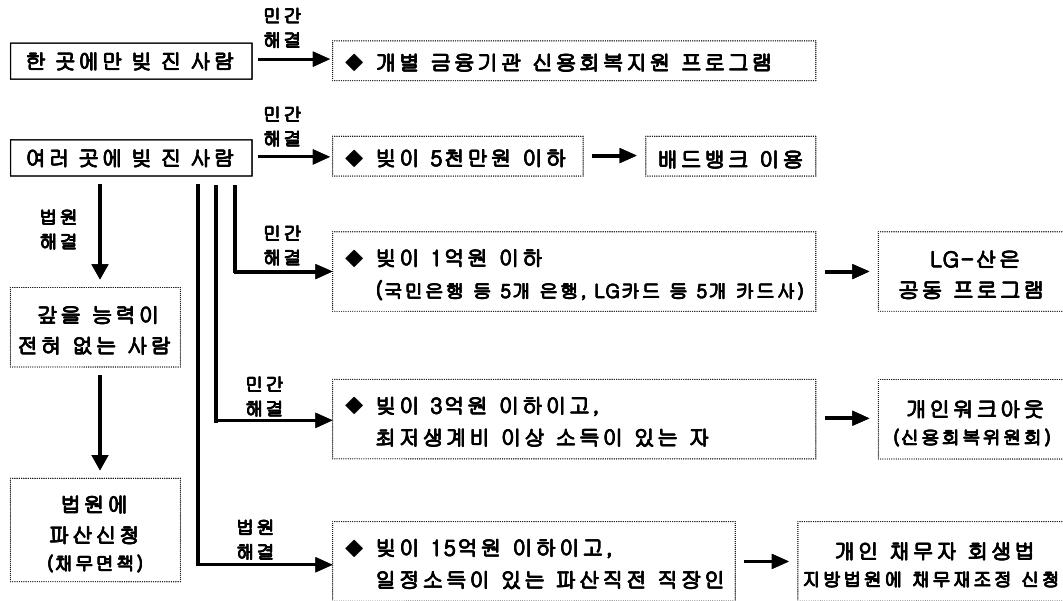 민간
해결
한 곳에만 빚 진 사람
◆ 개별 금융기관 신용회복지원 프로그램
민간
해결
여러 곳에 빚 진 사람
◆ 빚이 5천만원 이하
배드뱅크 이용
법원
해결
민간
해결
◆ 빚이 1억원 이하
(국민은행 등 5개 은행, LG카드 등 5개 카드사)
LG-산은
공동 프로그램
갚을 능력이
전혀 없는 사람
민간
해결
◆ 빚이 3억원 이하이고,
최저생계비 이상 소득이 있는 자
개인워크아웃
(신용회복위원회)
법원에
파산신청
(채무면책)
법원
해결
◆ 빚이 15억원 이하이고,
일정소득이 있는 파산직전 직장인
개인 채무자 회생법
지방법원에 채무재조정 신청